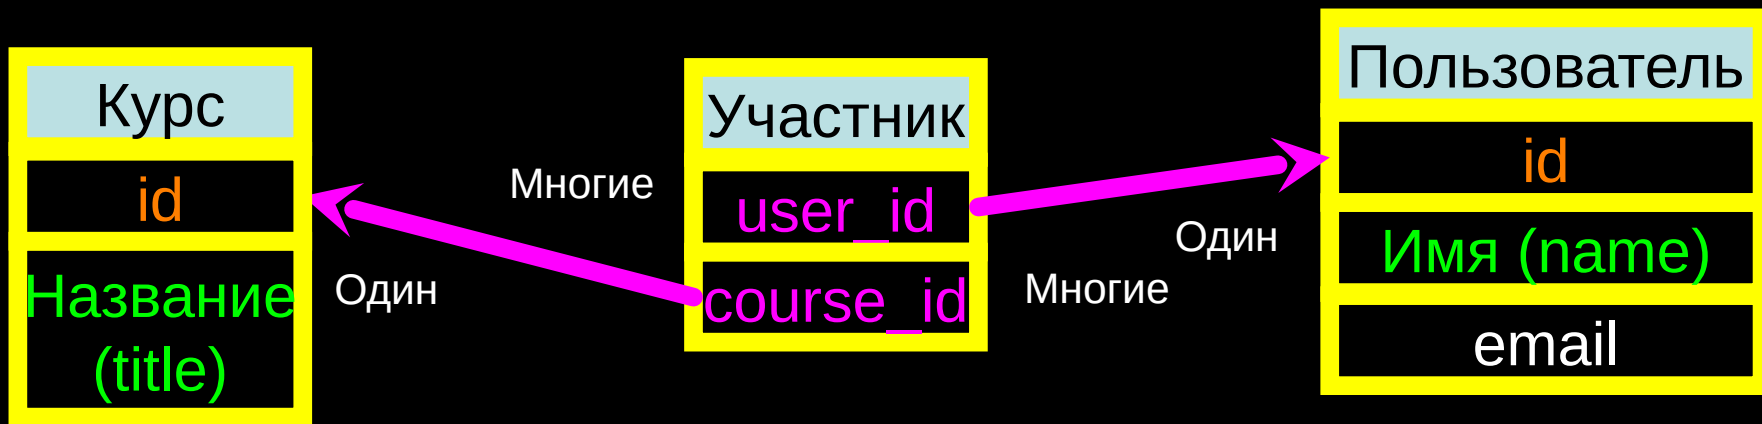 Курс
id
Название
(title)
Многие
Один
Участник
user_id
course_id
Один
Многие
Пользователь
id
Имя (name)
email